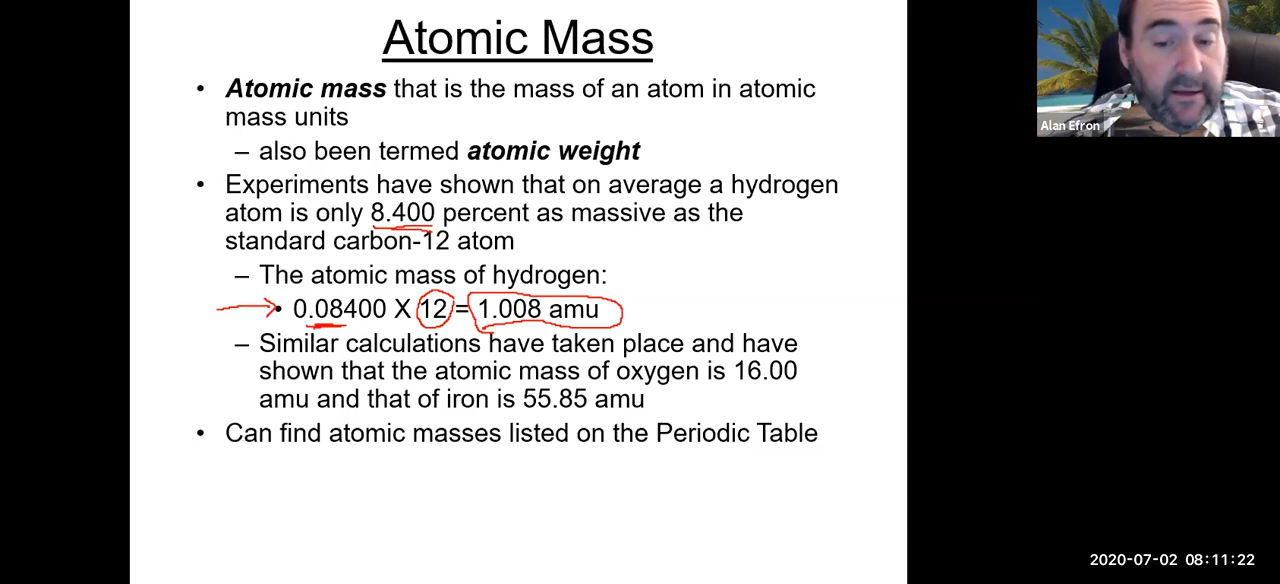 Atomic Mass
• Atomic mass that is the mass of an atom in atomic
mass units
– also been termed atomic weight
• Experiments have shown that on average a hydrogen
atom is only 8.400 percent as massive as the
standard carbon-12 atom
– The atomic mass of hydrogen:
• 0.08400 X 12 = 1.008 amu
– Similar calculations have taken place and have
shown that the atomic mass of oxygen is 16.00
amu and that of iron is 55.85 amu
• Can find atomic masses listed on the Periodic Table
Alan Efron
2020-07-02 08:11:22